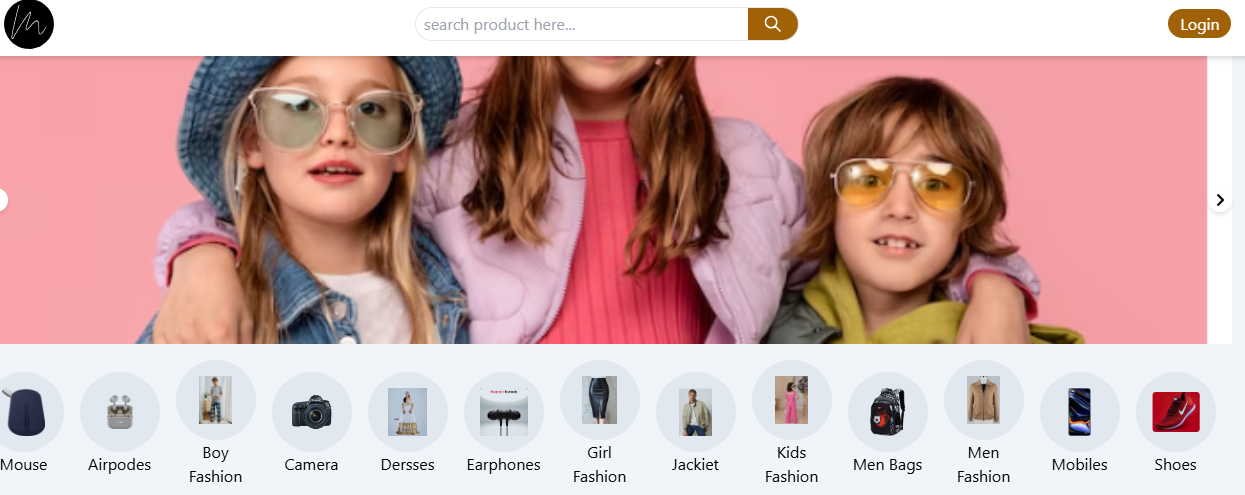 search product here...
Login
Mouse
Airpodes
Boy
Fashion
Camera
Dersses
Earphones
Girl
Fashion
Jackiet
Kids
Fashion
Men Bags
Men
Fashion
Mobiles
Shoes